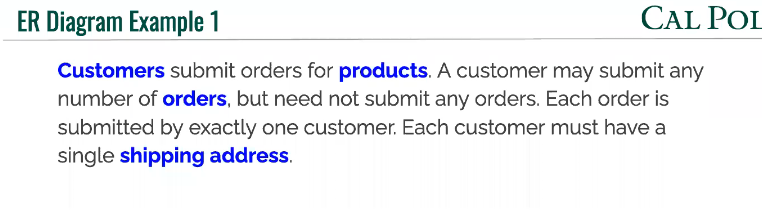 ER Diagram Example 1
CAL POL
Customers submit orders for products. A customer may submit any
number of orders, but need not submit any orders. Each order is
submitted by exactly one customer. Each customer must have a
single shipping address.